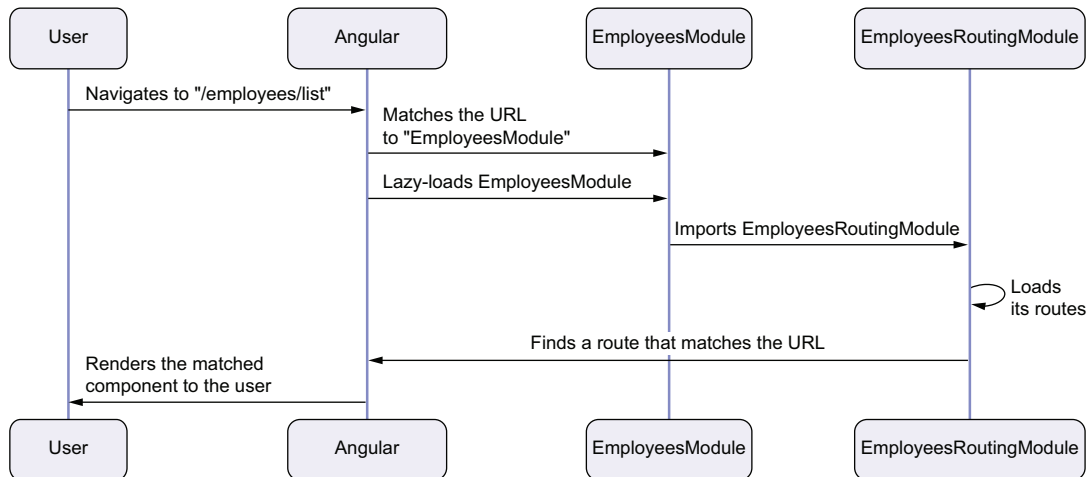 User
Angular
EmployeesModule
EmployeesRoutingModule
Navigates to "/employees/list"
Matches the URL
to "EmployeesModule"
Lazy-loads EmployeesModule
Imports EmployeesRoutingModule
Loads
its routes
Finds a route that matches the URL
Renders the matched
component to the user
User
Angular
EmployeesModule
EmployeesRoutingModule